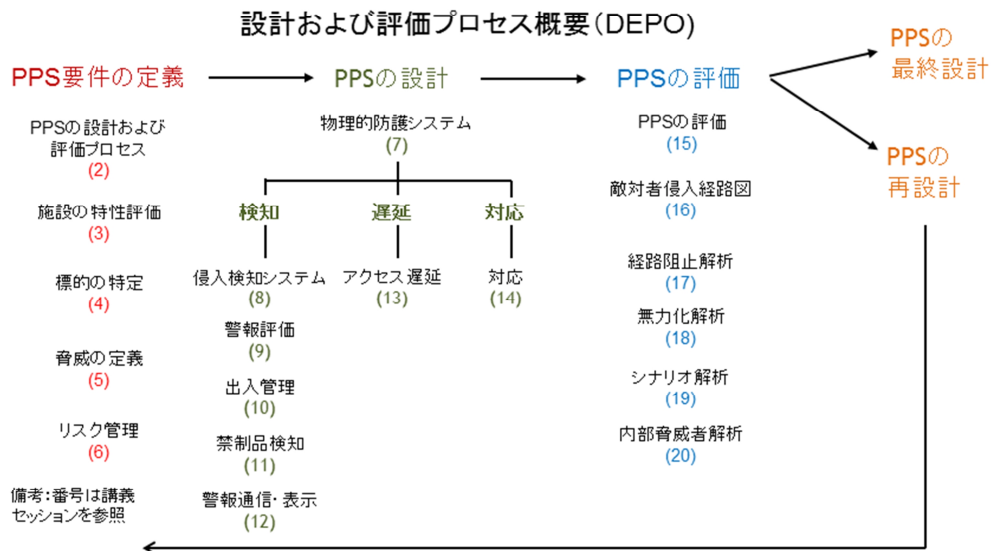 設計および評価プロセス概要(DEPO)
PPS要件の定義
PPSの設計および
評価プロセス
(2)
施設の特性評価
(3)
標的の特定
(4)
脅威の定義
(5)
リスク管理
(6)
備考:番号は講義
セッションを参照
PPSの設計
物理的防護システム
(7)
検知
侵入検知システム
(8)
警報評価
(9)
出入管理
(10)
禁制品検知
(11)
警報通信・表示
(12)
遅延
アクセス遅延
(13)
対応
対応
(14)
PPSの評価
PPSの評価
(15)
敵対者侵入経路図
(16)
経路阻止解析
(17)
無力化解析
(18)
シナリオ解析
(19)
内部脅威者解析
(20)
PPSの
最終設計
PPSの
再設計